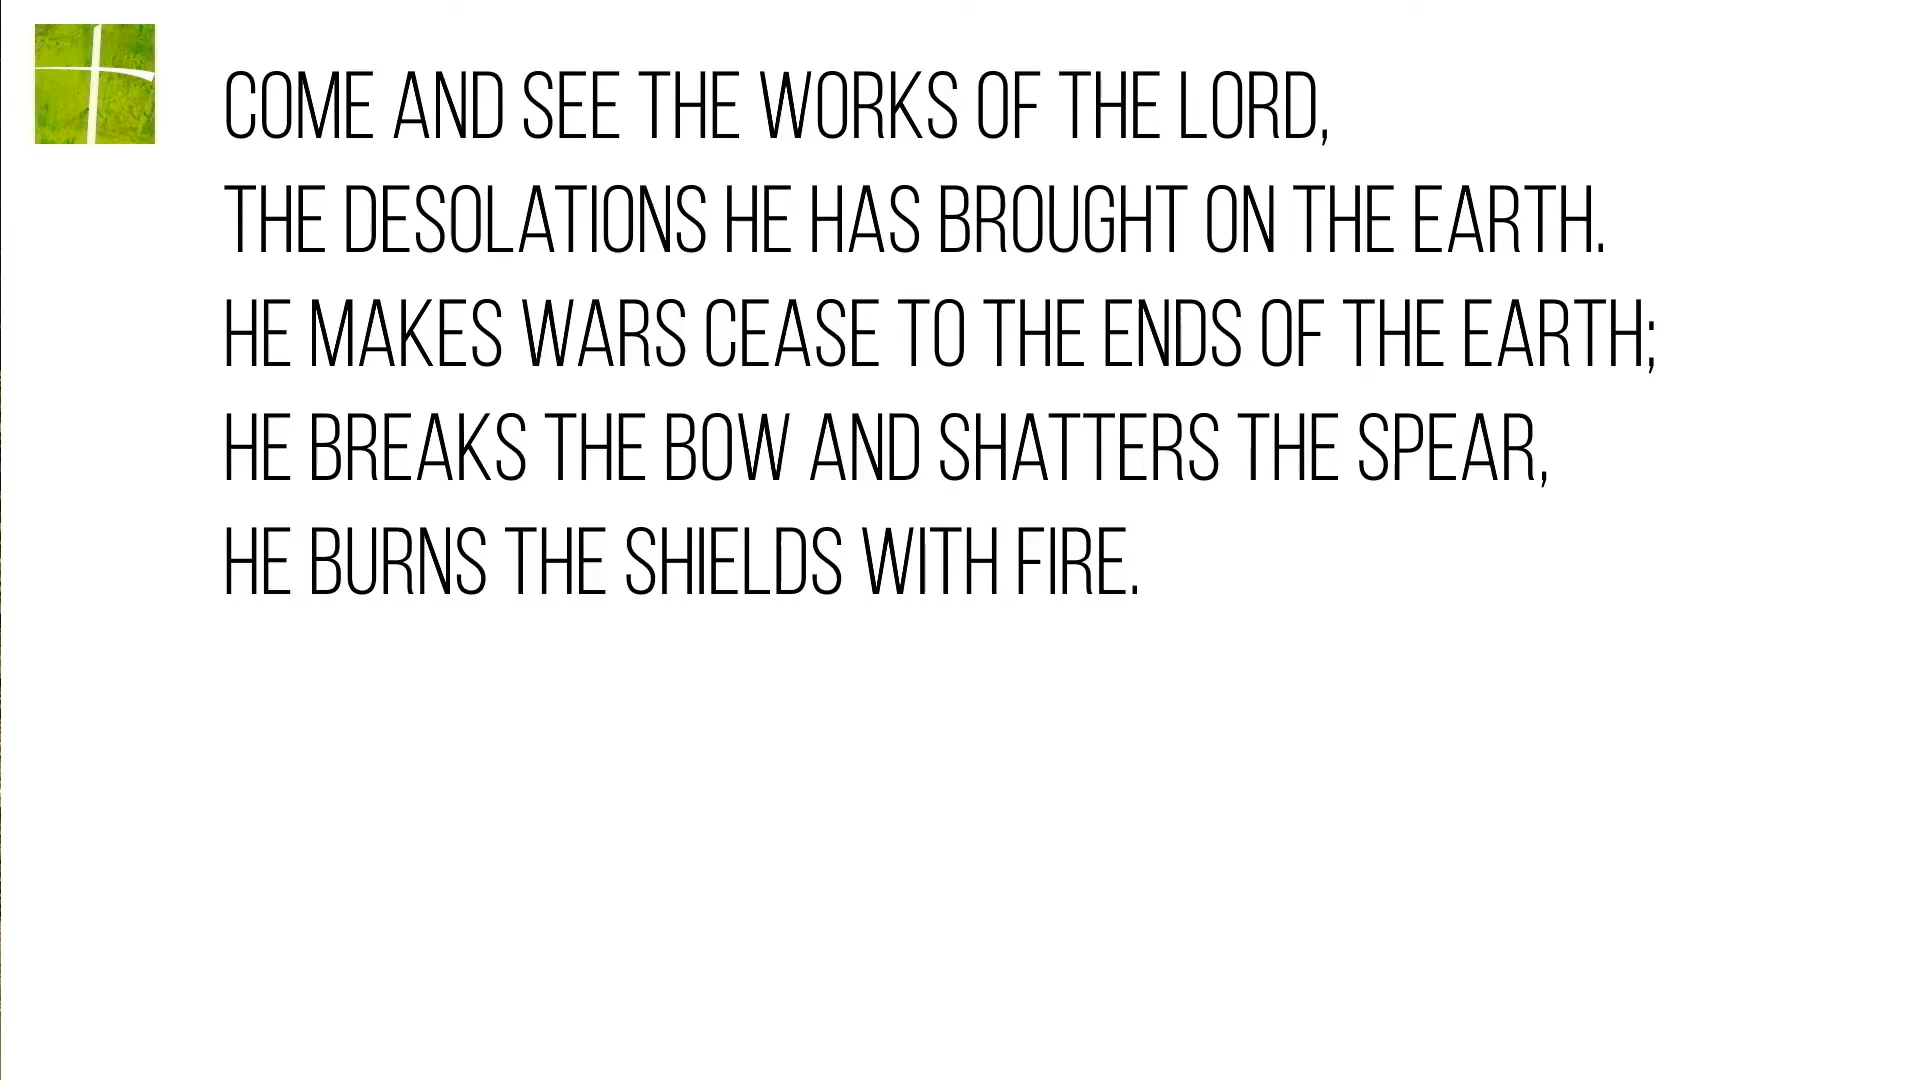 COME AND SEE THE WORKS OF THE LORD,
THE DESOLATIONS HE HAS BROUGHT ON THE EARTH.
HE MAKES WARS CEASE TO THE ENDS OF THE EARTH;
HE BREAKS THE BOW AND SHATTERS THE SPEAR,
HE BURNS THE SHIELDS WITH FIRE.